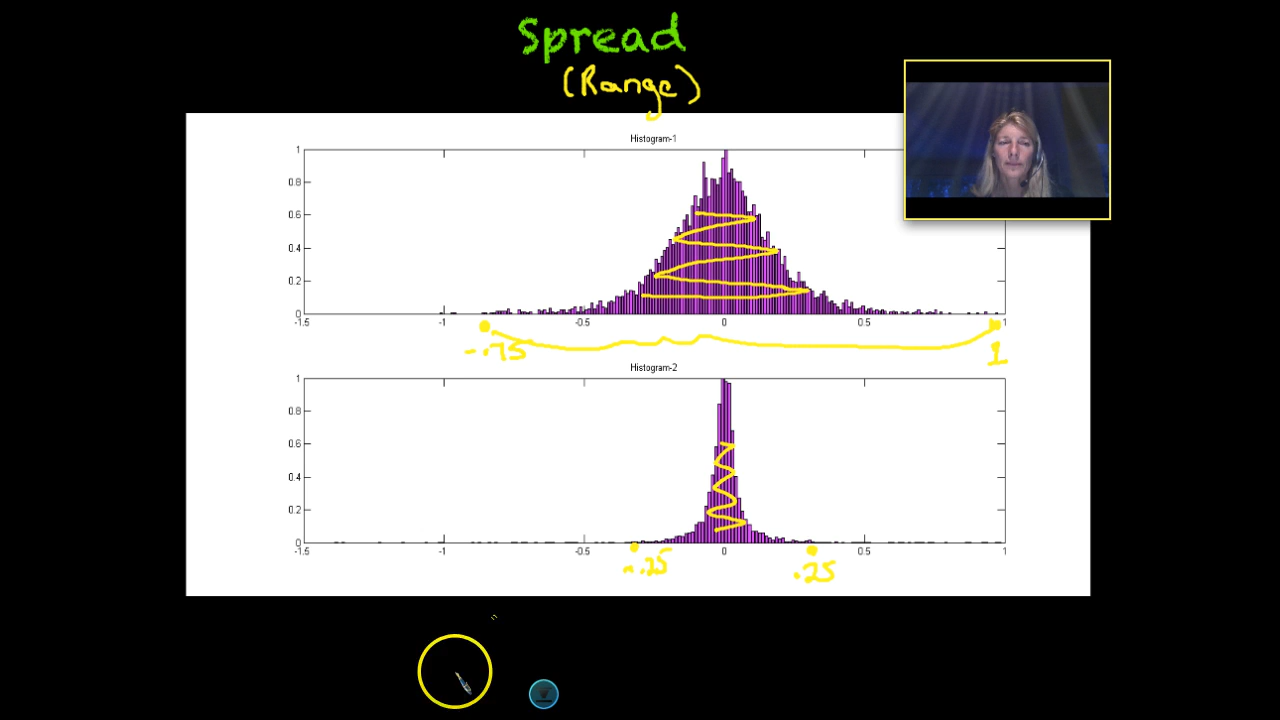 Spread
(Range)
Histogram-1
1
0.8
0.6
0.4
0.2
0
-1.5 -1 -0.5 0 0.5 1
-.75 1
Histogram-2
1
0.8
0.6
0.4
0.2
0
-1.5 -1 -0.5 0 0.5 1
-.25 .25